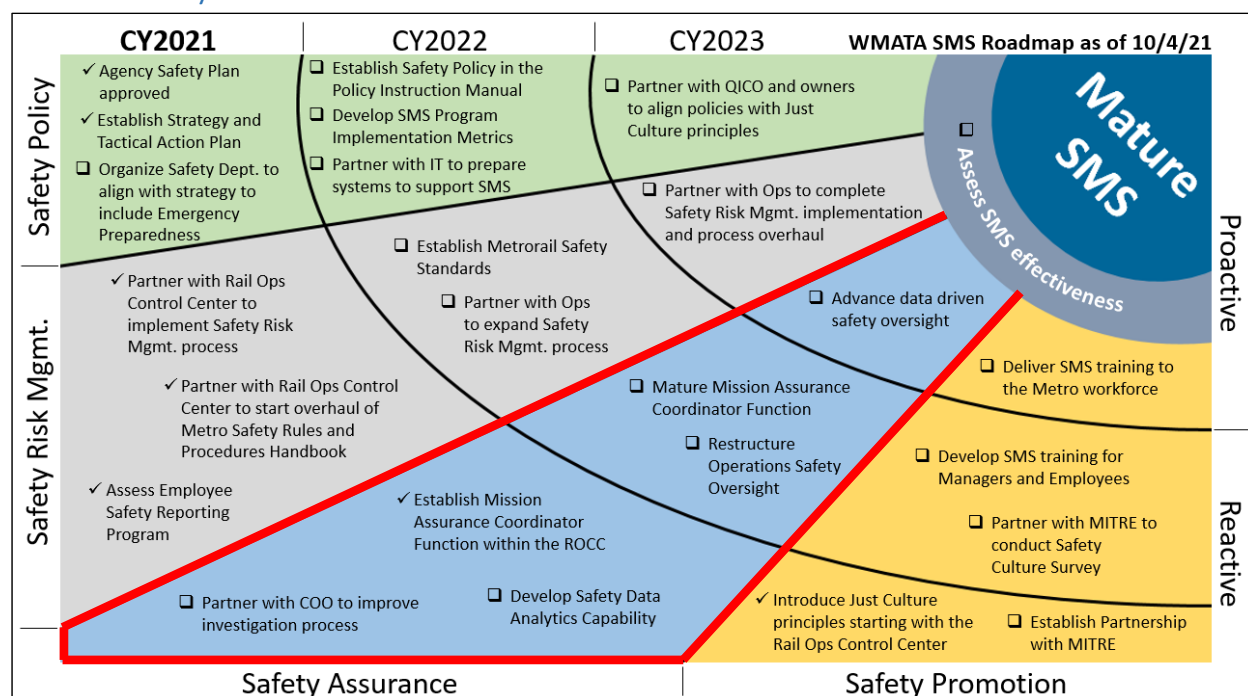 CY2021
CY2022
CY2023
WMATA SMS Roadmap as of 10/4/21
Safety Policy
✓ Agency Safety Plan
approved
✓ Establish Strategy and
Tactical Action Plan
❑ Organize Safety Dept. to
align with strategy to
include Emergency
Preparedness
❑ Establish Safety Policy in the
Policy Instruction Manual
❑ Develop SMS Program
Implementation Metrics
❑ Partner with IT to prepare
systems to support SMS
❑ Partner with QICO and owners
to align policies with Just
Culture principles
Safety Risk Mgmt.
✓ Partner with Rail Ops
Control Center to
implement Safety Risk
Mgmt. process
✓ Partner with Rail Ops Control
Center to start overhaul of
Metro Safety Rules and
Procedures Handbook
✓ Assess Employee
Safety Reporting
Program
❑ Establish Metrorail Safety
Standards
❑ Partner with Ops
to expand Safety
Risk Mgmt. process
❑ Partner with Ops to complete
Safety Risk Mgmt. implementation
and process overhaul
❑ Partner with COO to improve
investigation process
✓ Establish Mission
Assurance Coordinator
Function within the ROCC
❑ Develop Safety Data
Analytics Capability
❑ Mature Mission Assurance
Coordinator Function
❑ Restructure
Operations Safety
Oversight
❑ Advance data driven
safety oversight
✓ Introduce Just Culture
principles starting with the
Rail Ops Control Center
❑ Establish Partnership
with MITRE
❑ Develop SMS training for
Managers and Employees
❑ Partner with MITRE to
conduct Safety
Culture Survey
❑ Deliver SMS training to
the Metro workforce
❑ Assess SMS effectiveness
Mature
SMS
Proactive
Reactive
Safety Assurance
Safety Promotion